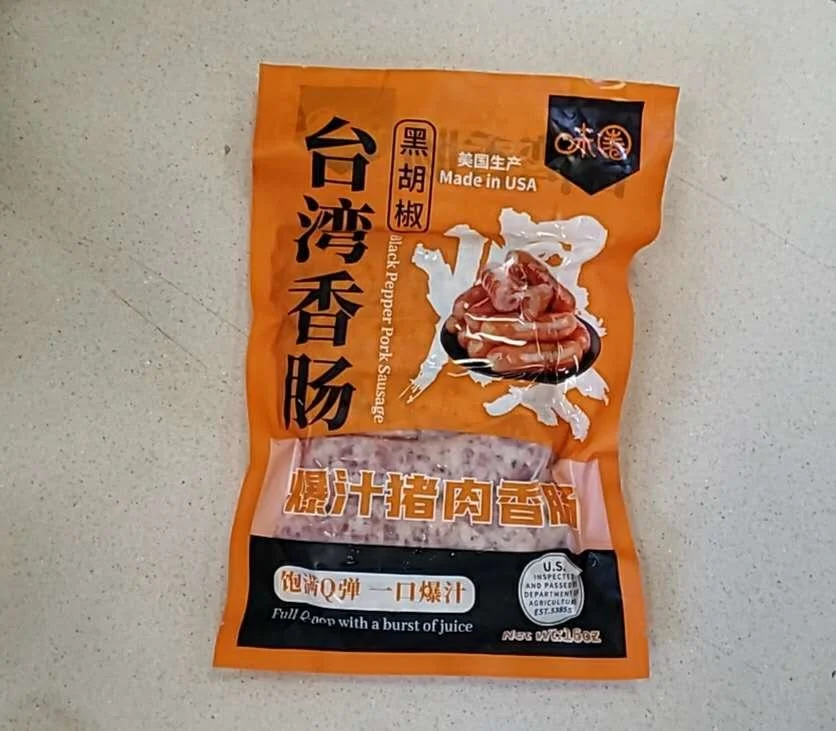 台湾香肠
黑胡椒
Black Pepper Pork Sausage
美国生产
Made in USA
味圈
爆
爆汁猪肉香肠
饱满Q弹 一口爆汁
Full Q-pop with a burst of juice
U.S.
INSPECTED
AND PASSED BY
DEPARTMENT OF
AGRICULTURE
Net Wt:16oz